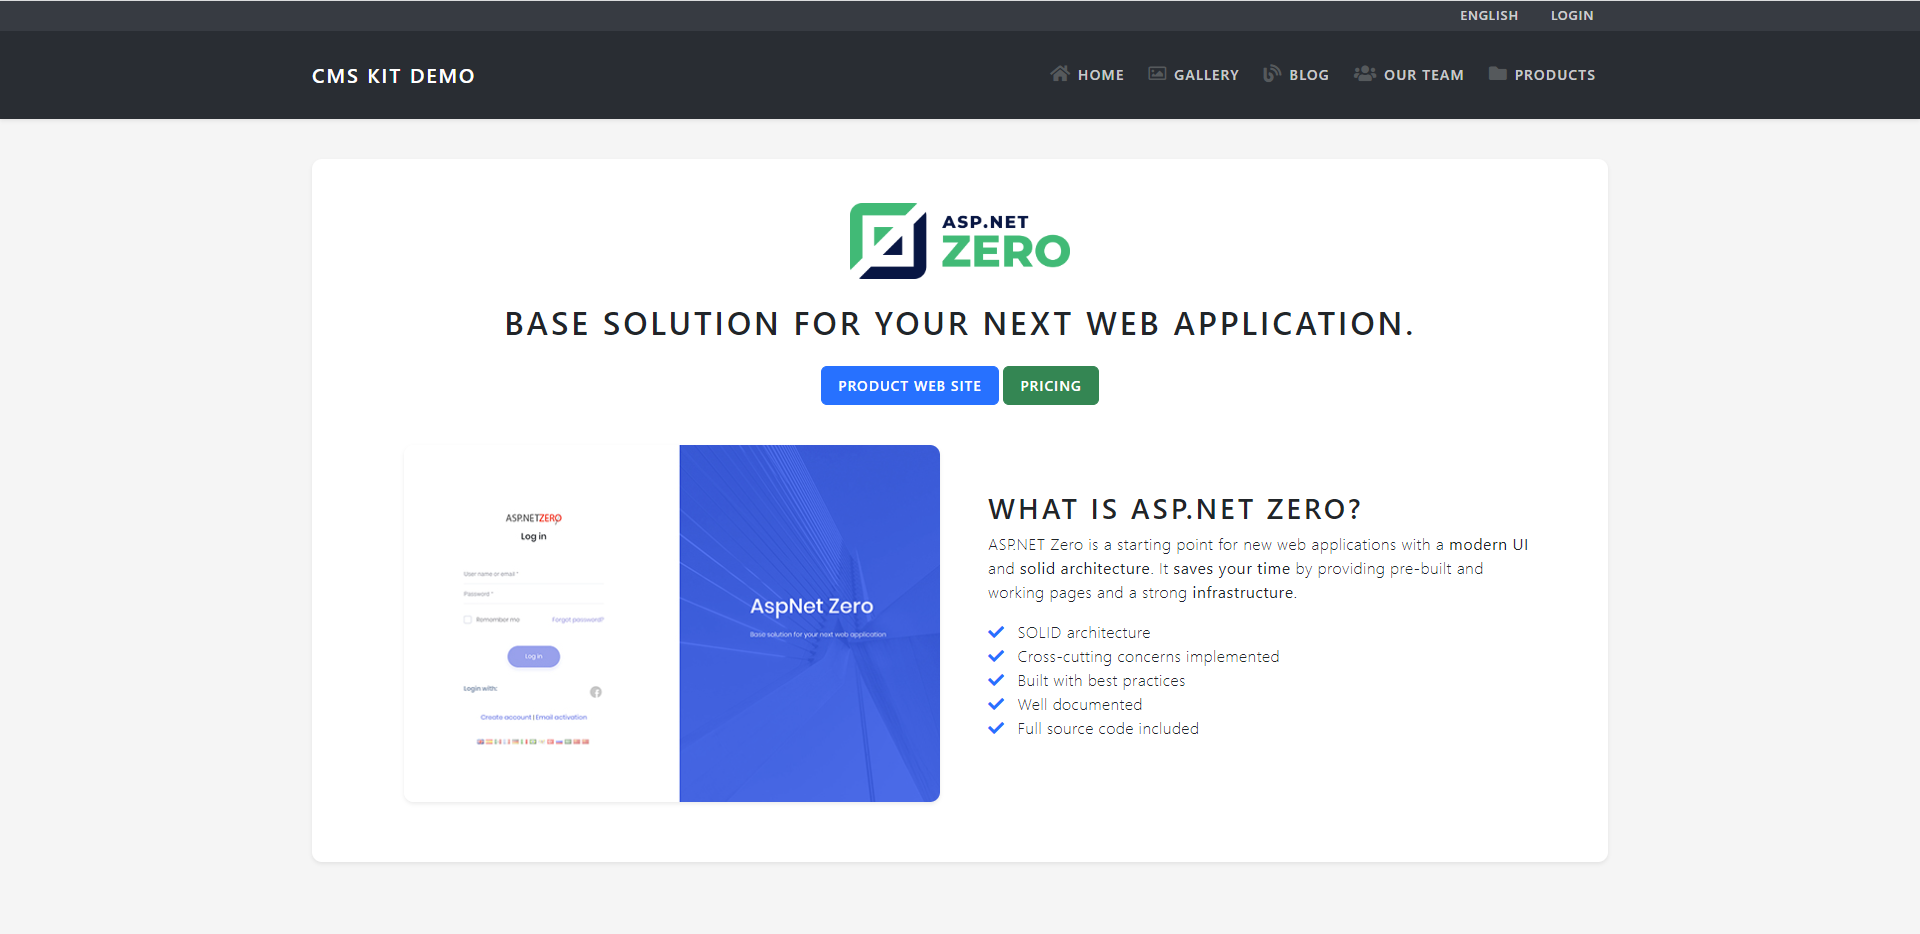 ENGLISH LOGIN
CMS KIT DEMO
HOME GALLERY BLOG OUR TEAM PRODUCTS
ASP.NET
ZERO
BASE SOLUTION FOR YOUR NEXT WEB APPLICATION.
PRODUCT WEB SITE PRICING
ASP.NETZERO
Log in
User name or email *
Password *
Remember me Forgot password?
Log in
Login with:
Create account | Email activation
AspNet Zero
Base solution for your next web application
WHAT IS ASP.NET ZERO?
ASP.NET Zero is a starting point for new web applications with a modern UI
and solid architecture. It saves your time by providing pre-built and
working pages and a strong infrastructure.
SOLID architecture
Cross-cutting concerns implemented
Built with best practices
Well documented
Full source code included